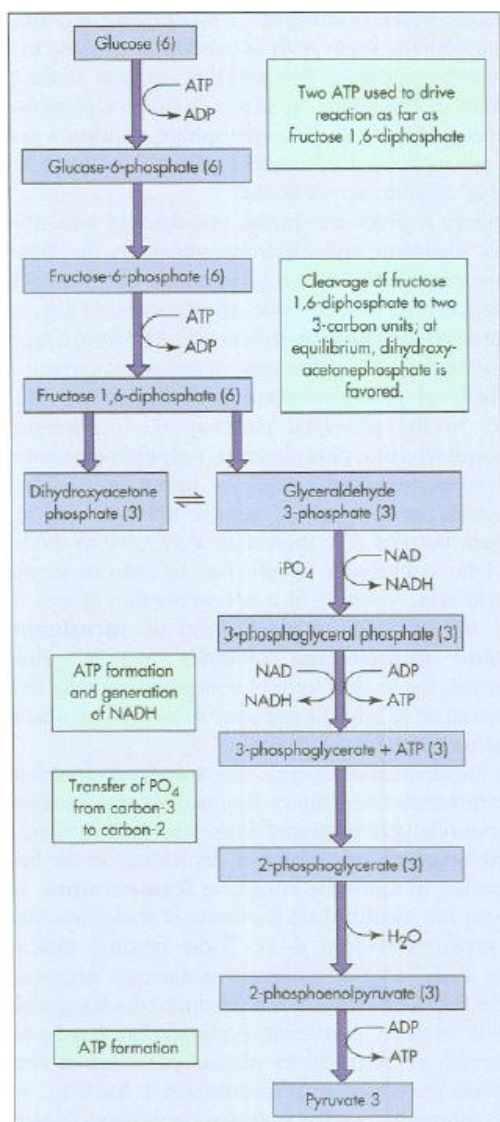 Glucose (6)
ATP
ADP
Two ATP used to drive
reaction as far as
fructose 1,6-diphosphate
Glucose-6-phosphate (6)
Fructose-6-phosphate (6)
ATP
ADP
Cleavage of fructose
1,6-diphosphate to two
3-carbon units; at
equilibrium, dihydroxy-
acetonephosphate is
favored.
Fructose 1,6-diphosphate (6)
Dihydroxyacetone
phosphate (3)
Glyceraldehyde
3-phosphate (3)
iPO4
NAD
NADH
3-phosphoglycerol phosphate (3)
ATP formation
and generation
of NADH
NAD
NADH
ADP
ATP
3-phosphoglycerate + ATP (3)
Transfer of PO4
from carbon-3
to carbon-2
2-phosphoglycerate (3)
H2O
2-phosphoenolpyruvate (3)
ATP formation
ADP
ATP
Pyruvate 3